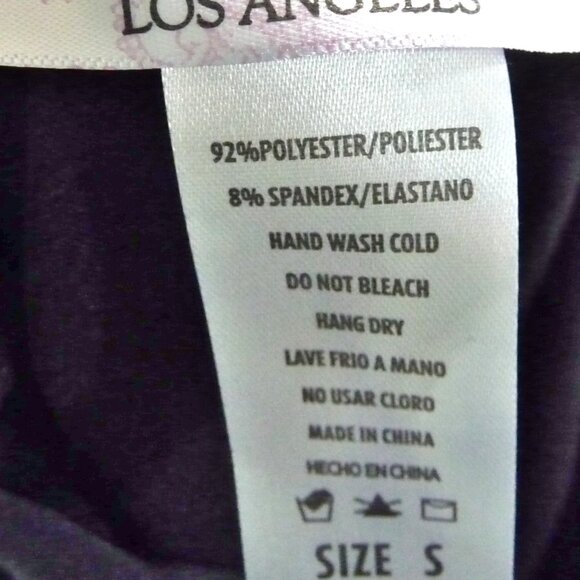 LOS ANGELES
92%POLYESTER/POLIESTER
8% SPANDEX/ELASTANO
HAND WASH COLD
DO NOT BLEACH
HANG DRY
LAVE FRIO A MANO
NO USAR CLORO
MADE IN CHINA
HECHO EN CHINA
SIZE S